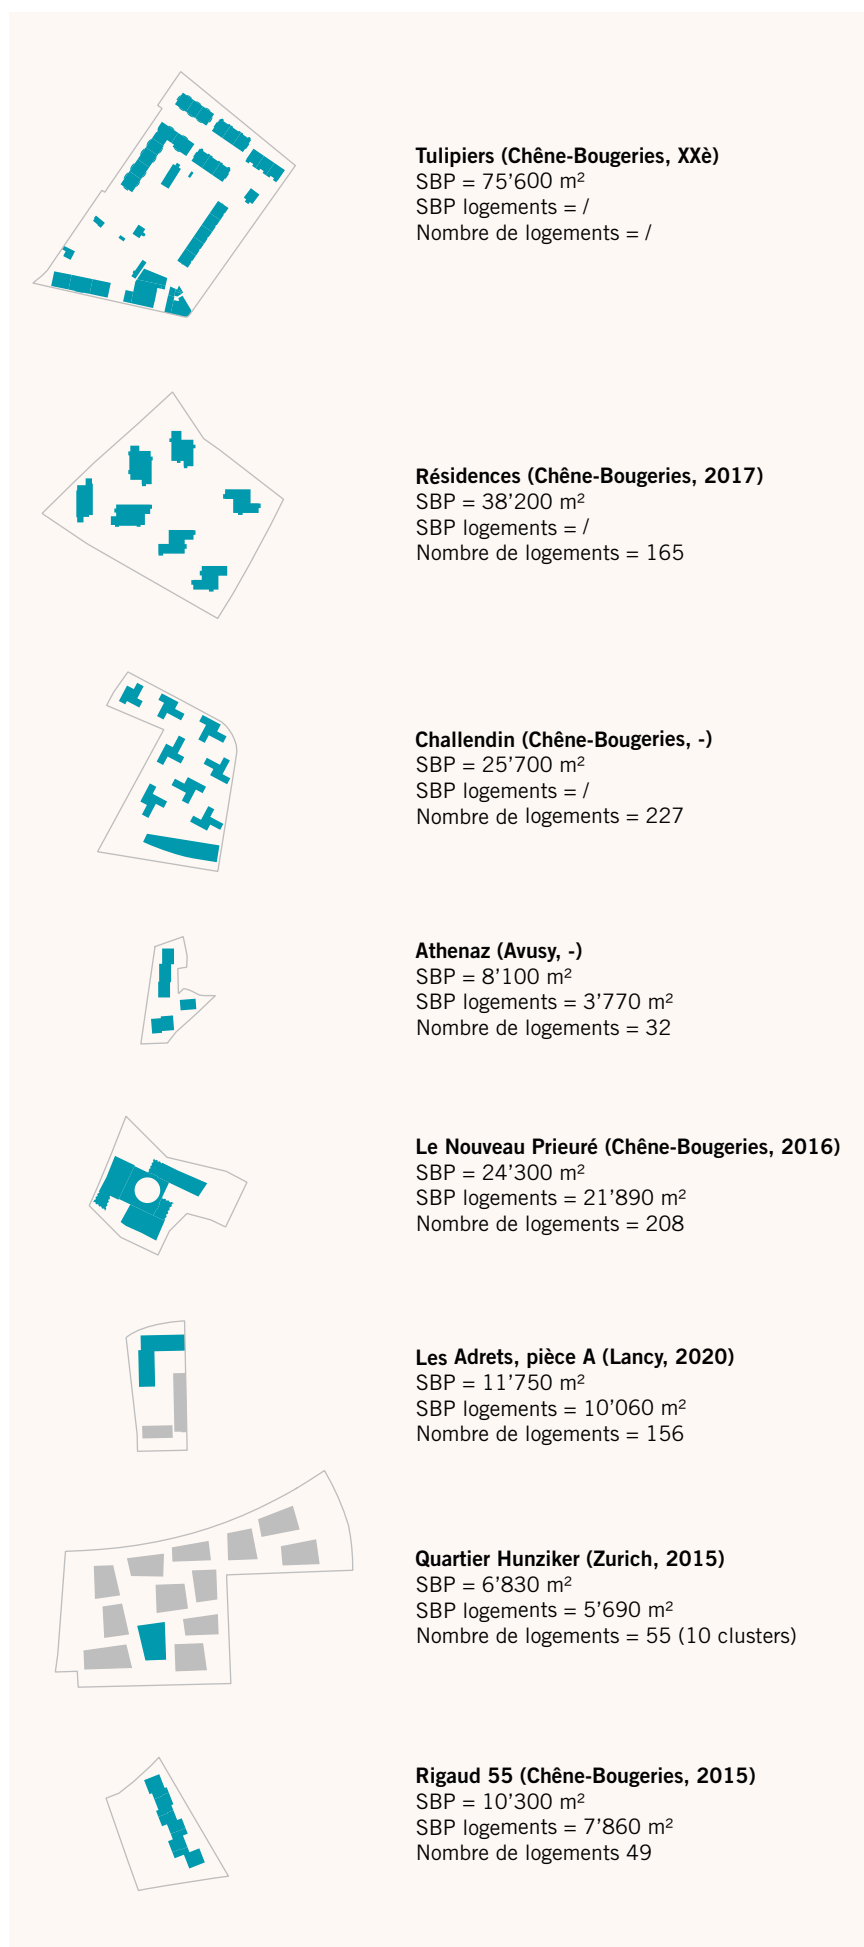 Tulipiers (Chêne-Bougeries, XXè)
SBP = 75’600 m²
SBP logements = /
Nombre de logements = /
Résidences (Chêne-Bougeries, 2017)
SBP = 38’200 m²
SBP logements = /
Nombre de logements = 165
Challendin (Chêne-Bougeries, -)
SBP = 25’700 m²
SBP logements = /
Nombre de logements = 227
Athenaz (Avusy, -)
SBP = 8’100 m²
SBP logements = 3’770 m²
Nombre de logements = 32
Le Nouveau Prieuré (Chêne-Bougeries, 2016)
SBP = 24’300 m²
SBP logements = 21’890 m²
Nombre de logements = 208
Les Adrets, pièce A (Lancy, 2020)
SBP = 11’750 m²
SBP logements = 10’060 m²
Nombre de logements = 156
Quartier Hunziker (Zurich, 2015)
SBP = 6’830 m²
SBP logements = 5’690 m²
Nombre de logements = 55 (10 clusters)
Rigaud 55 (Chêne-Bougeries, 2015)
SBP = 10’300 m²
SBP logements = 7’860 m²
Nombre de logements 49